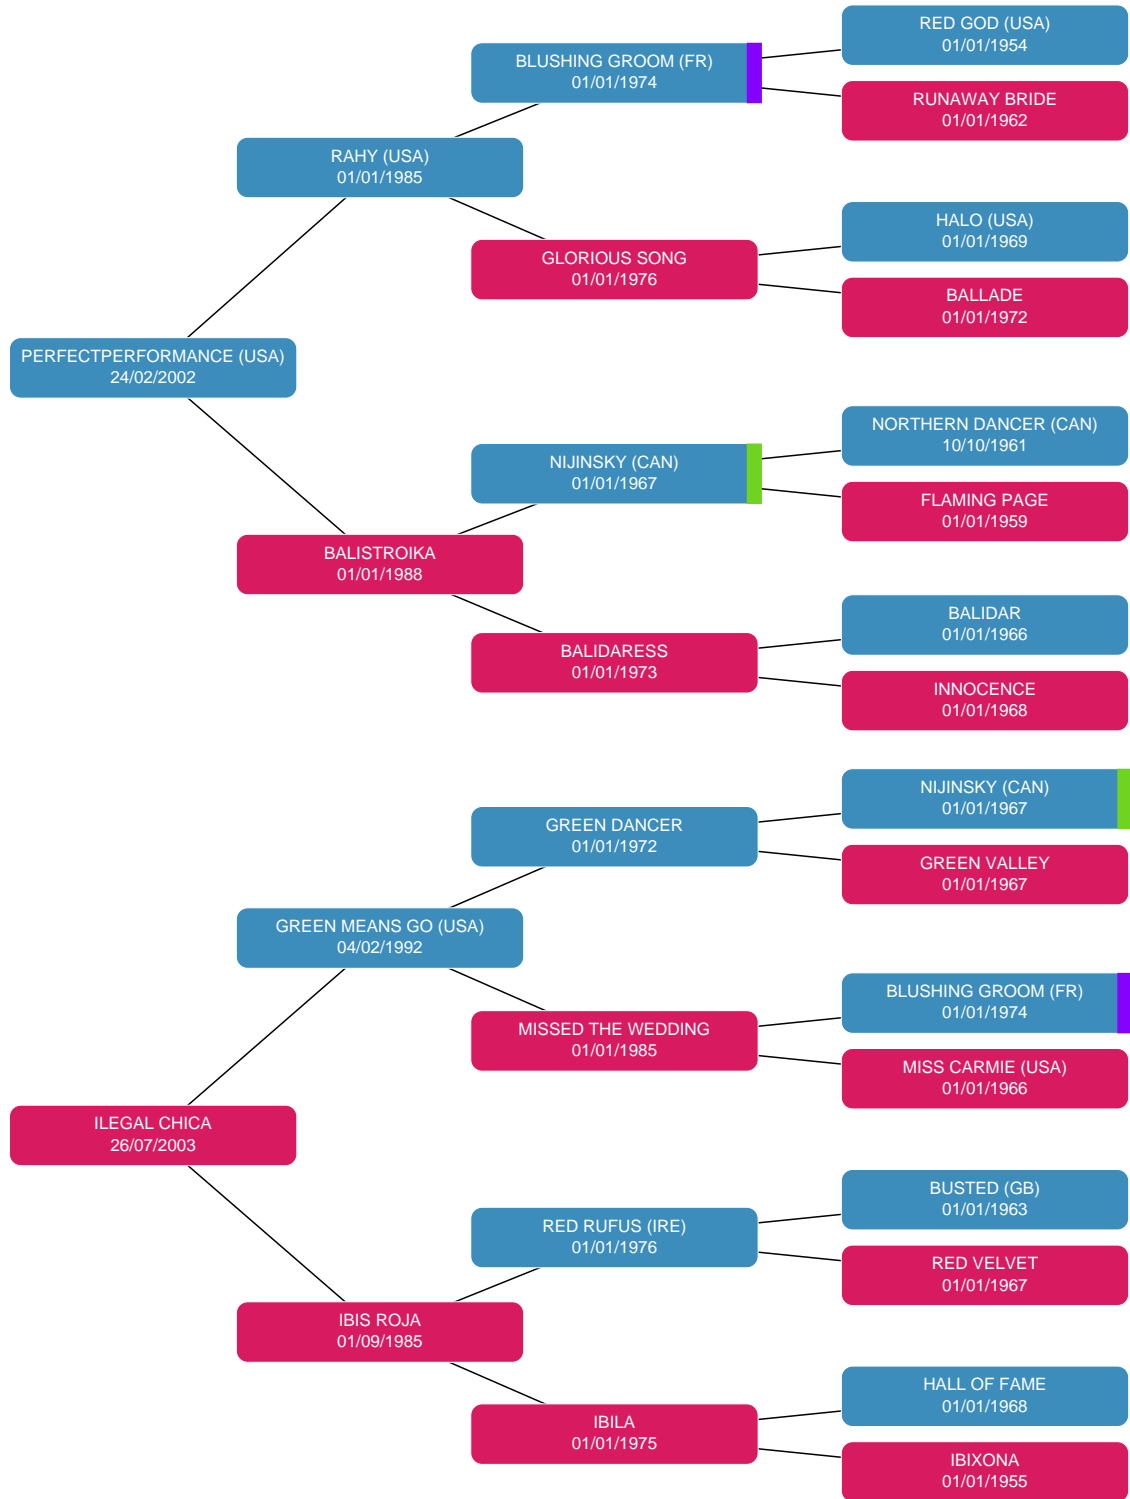 RED GOD (USA)
01/01/1954
BLUSHING GROOM (FR)
01/01/1974
RUNAWAY BRIDE
01/01/1962
RAHY (USA)
01/01/1985
HALO (USA)
01/01/1969
GLORIOUS SONG
01/01/1976
BALLADE
01/01/1972
PERFECTPERFORMANCE (USA)
24/02/2002
NORTHERN DANCER (CAN)
10/10/1961
NIJINSKY (CAN)
01/01/1967
FLAMING PAGE
01/01/1959
BALISTROIKA
01/01/1988
BALIDAR
01/01/1966
BALIDARESS
01/01/1973
INNOCENCE
01/01/1968
NIJINSKY (CAN)
01/01/1967
GREEN DANCER
01/01/1972
GREEN VALLEY
01/01/1967
GREEN MEANS GO (USA)
04/02/1992
BLUSHING GROOM (FR)
01/01/1974
MISSED THE WEDDING
01/01/1985
MISS CARMIE (USA)
01/01/1966
ILEGAL CHICA
26/07/2003
BUSTED (GB)
01/01/1963
RED RUFUS (IRE)
01/01/1976
RED VELVET
01/01/1967
IBIS ROJA
01/09/1985
HALL OF FAME
01/01/1968
IBILA
01/01/1975
IBIXONA
01/01/1955